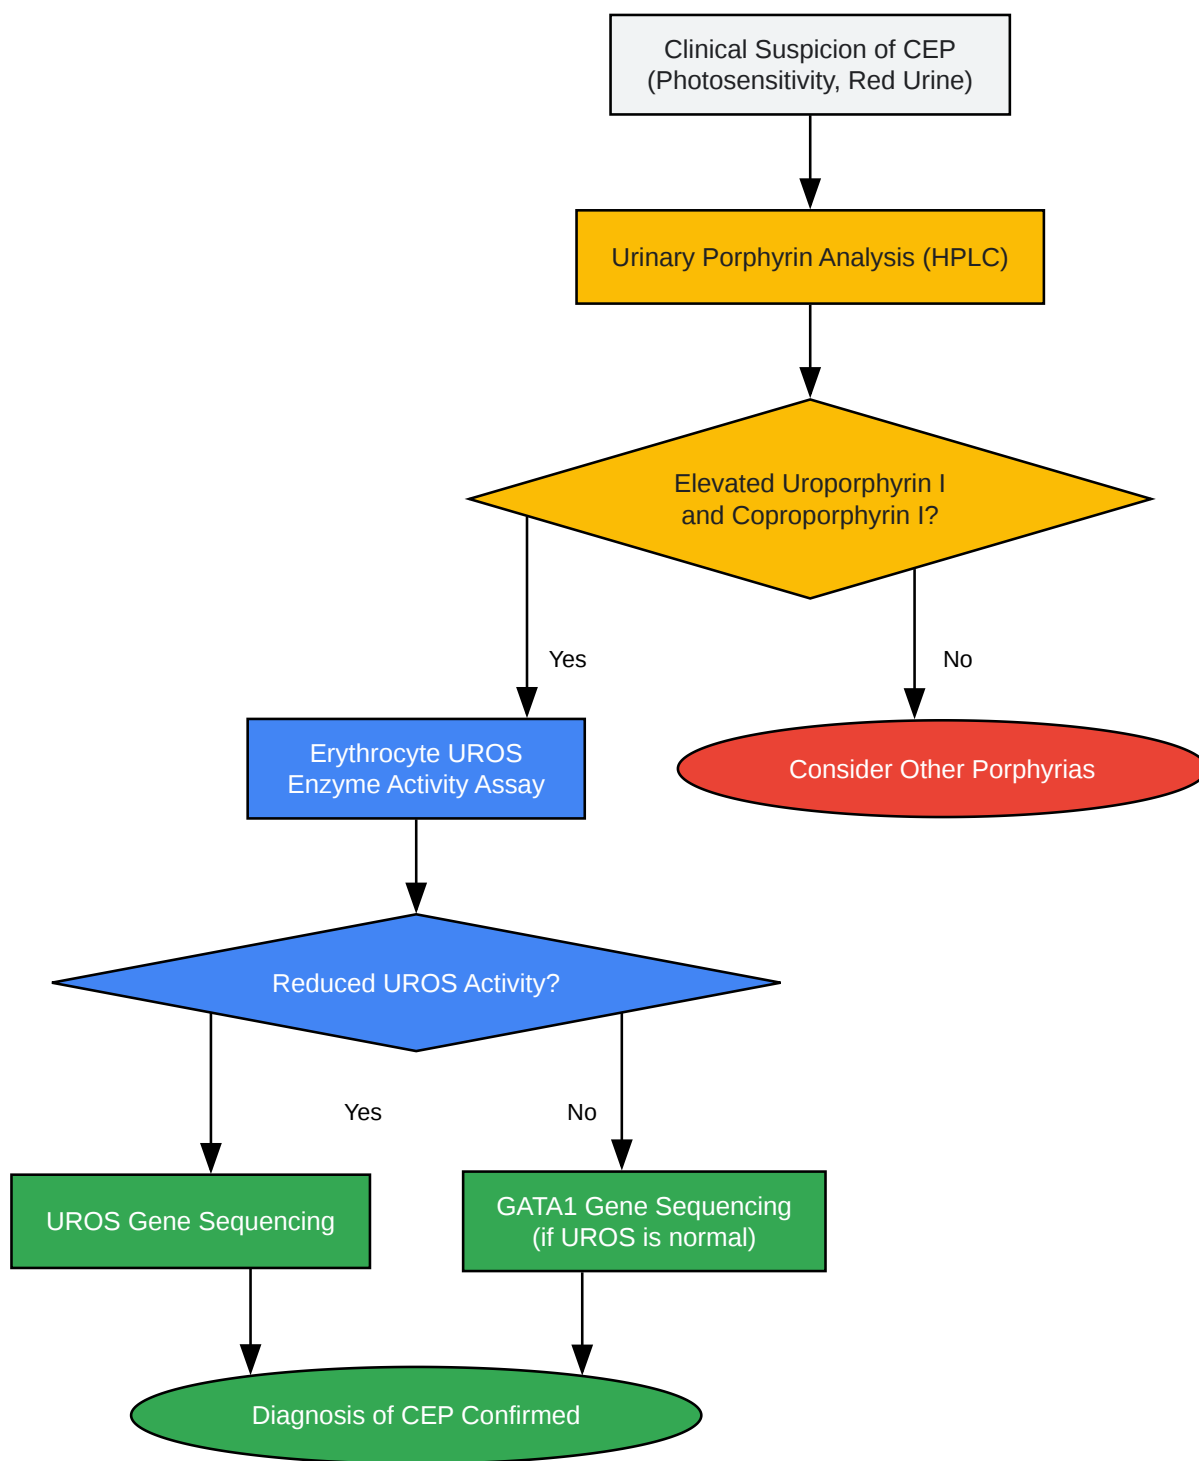 Clinical Suspicion of CEP
(Photosensitivity, Red Urine)
Urinary Porphyrin Analysis (HPLC)
Elevated Uroporphyrin I
and Coproporphyrin I?
Yes
No
Erythrocyte UROS
Enzyme Activity Assay
Consider Other Porphyrias
Reduced UROS Activity?
Yes
No
UROS Gene Sequencing
GATA1 Gene Sequencing
(if UROS is normal)
Diagnosis of CEP Confirmed